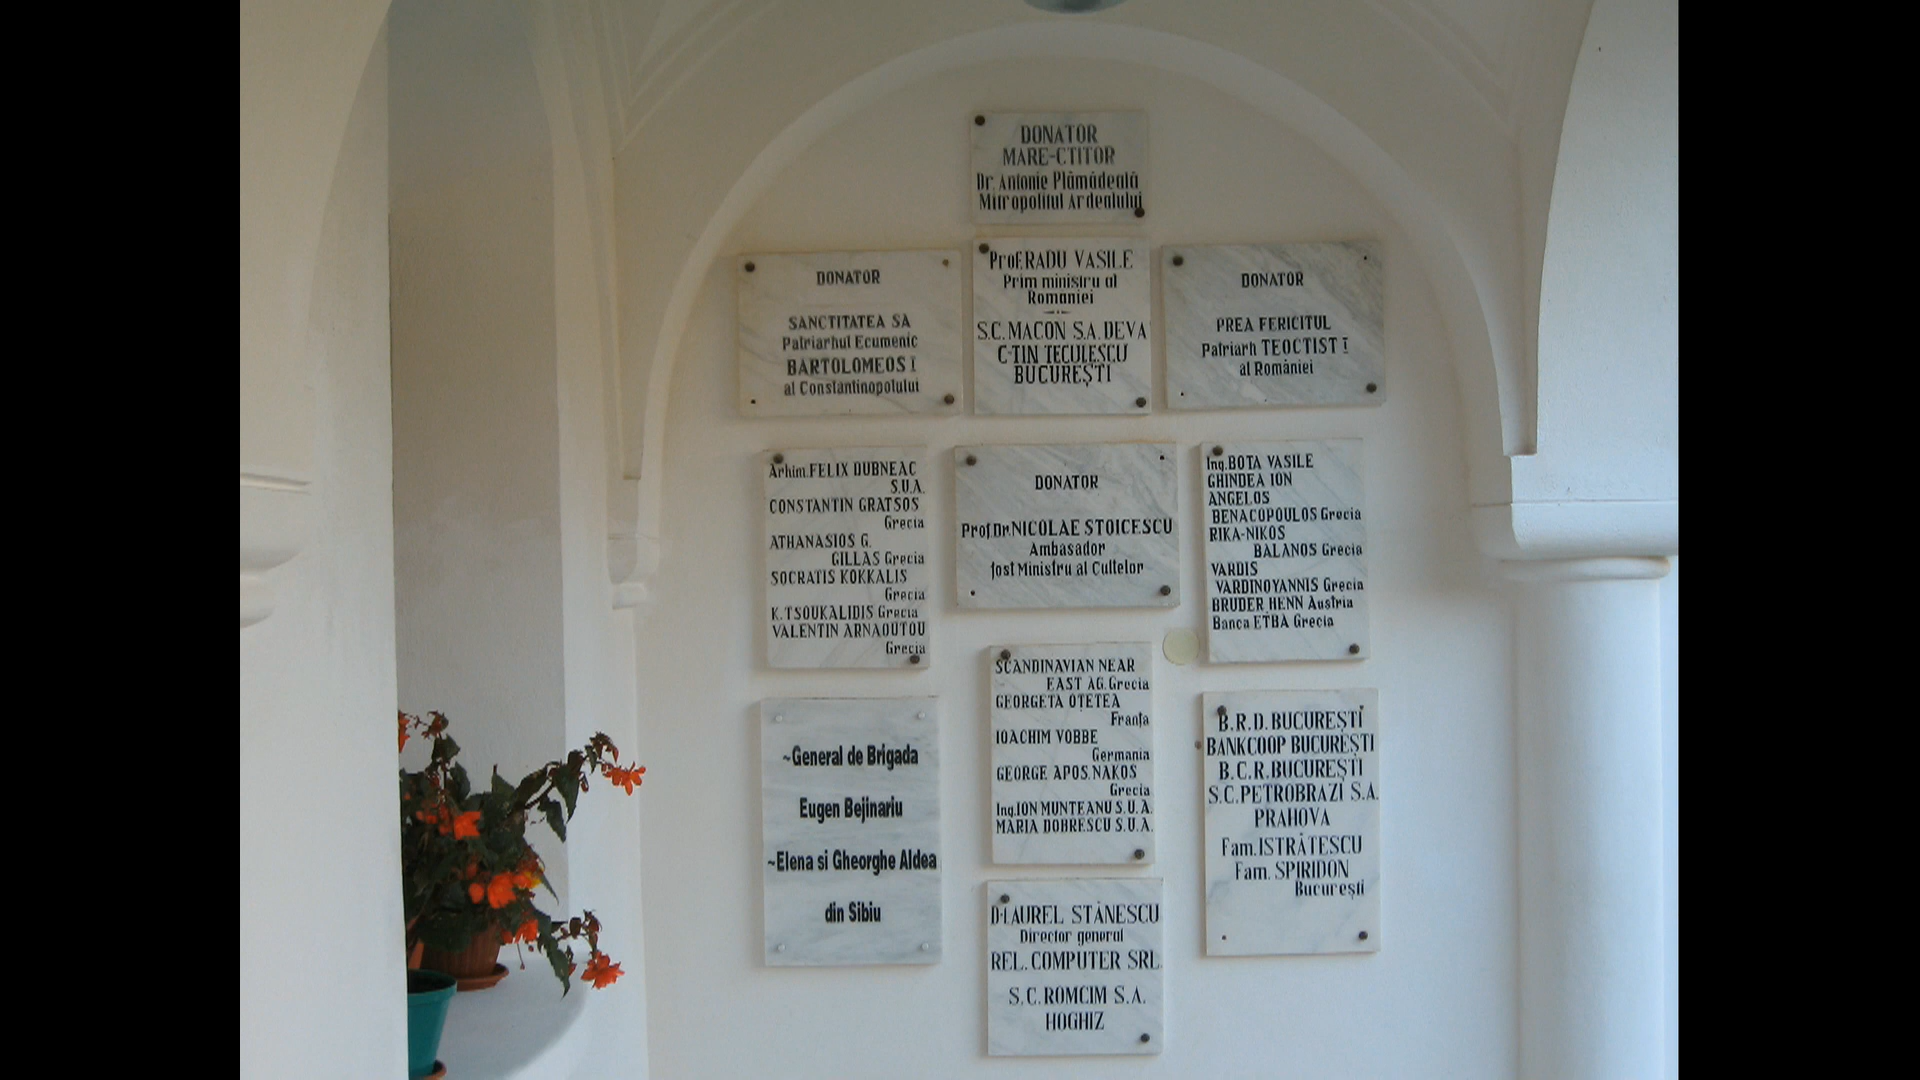 DONATOR
MARE-CTITOR
Dr. Antonie Plămădeală
Mitropolitul Ardealului
DONATOR
SANCTITATEA SA
Patriarhul Ecumenic
BARTOLOMEOS I
al Constantinopolului
Prof. RADU VASILE
Prim ministru al
Romaniei
S.C. MACON S.A. DEVA
C-TIN TECULESCU
BUCUREȘTI
DONATOR
PREA FERICITUL
Patriarh TEOCTIST I
al României
Arhim. FELIX DUBNEAC
S.U.A.
CONSTANTIN GRATSOS
Grecia
ATHANASIOS G.
GILLAS Grecia
SOCRATIS KOKKALIS
Grecia
K. TSOUKALIDIS Grecia
VALENTIN ARNAOUTOU
Grecia
DONATOR
Prof. Dr. NICOLAE STOICESCU
Ambasador
fost Ministru al Cultelor
Ing. BOTA VASILE
GHINDEA ION
ANGELOS
BENACOPOULOS Grecia
RIKA-NIKOS
BALANOS Grecia
VARDIS
VARDINOYANNIS Grecia
BRUDER HENN Austria
Banca ETBA Grecia
~General de Brigada
Eugen Bejinariu
~Elena si Gheorghe Aldea
din Sibiu
SCANDINAVIAN NEAR
EAST AG. Grecia
GEORGETA OȚETEA
Franța
IOACHIM VOBBE
Germania
GEORGE APOS. NAKOS
Grecia
Ing. ION MUNTEANU S.U.A.
MARIA DOBRESCU S.U.A.
B.R.D. BUCUREȘTI
BANKCOOP BUCUREȘTI
B.C.R. BUCUREȘTI
S.C. PETROBRAZI S.A.
PRAHOVA
Fam. ISTRĂTESCU
Fam. SPIRIDON
București
D-l AUREL STĂNESCU
Director general
REL. COMPUTER SRL.
S.C. ROMCIM S.A.
HOGHIZ